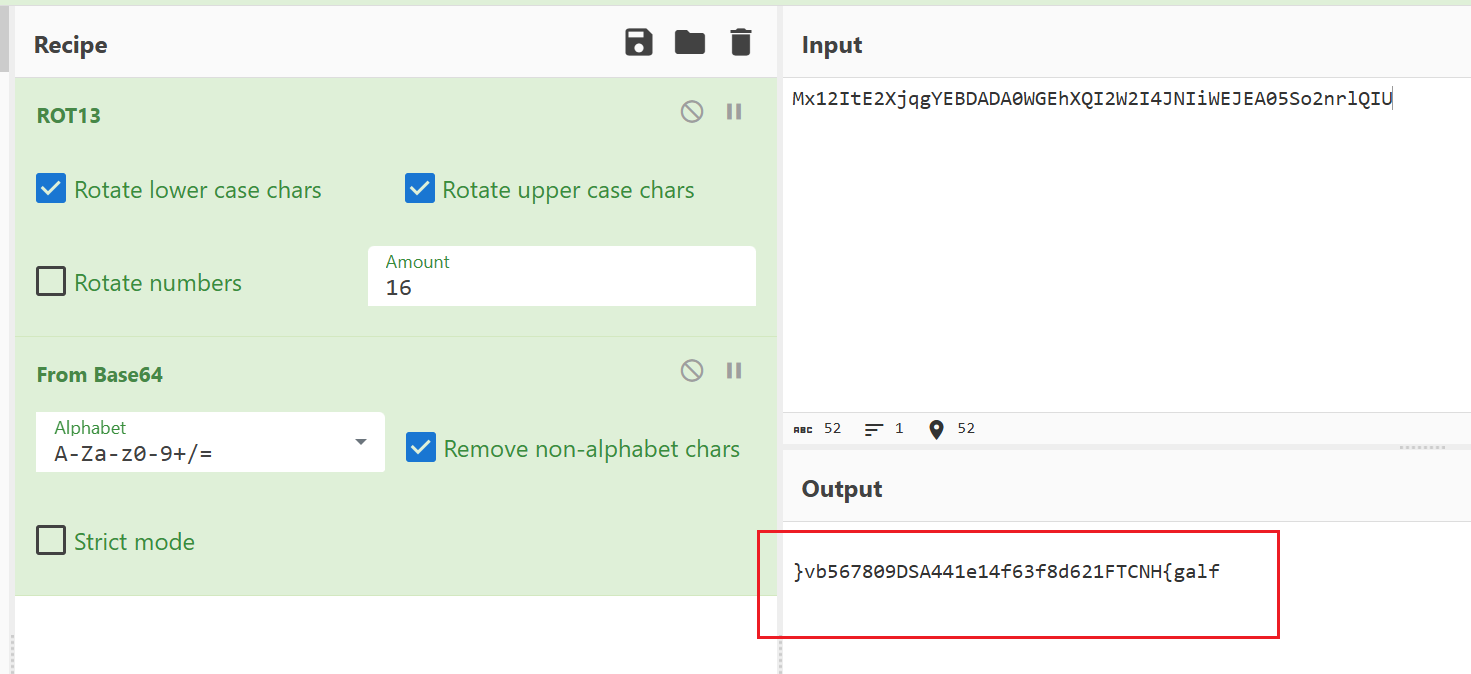 Recipe
ROT13
Rotate lower case chars Rotate upper case chars
Rotate numbers
Amount
16
From Base64
Alphabet
A-Za-z0-9+/=
Remove non-alphabet chars
Strict mode
Input
Mx12ItE2XjqgYEBDADA0WGEhXQI2W2I4JNIiWEJEA05So2nrlQIU
ABC 52 1 52
Output
}vb567809DSA441e14f63f8d621FTCNH{galf